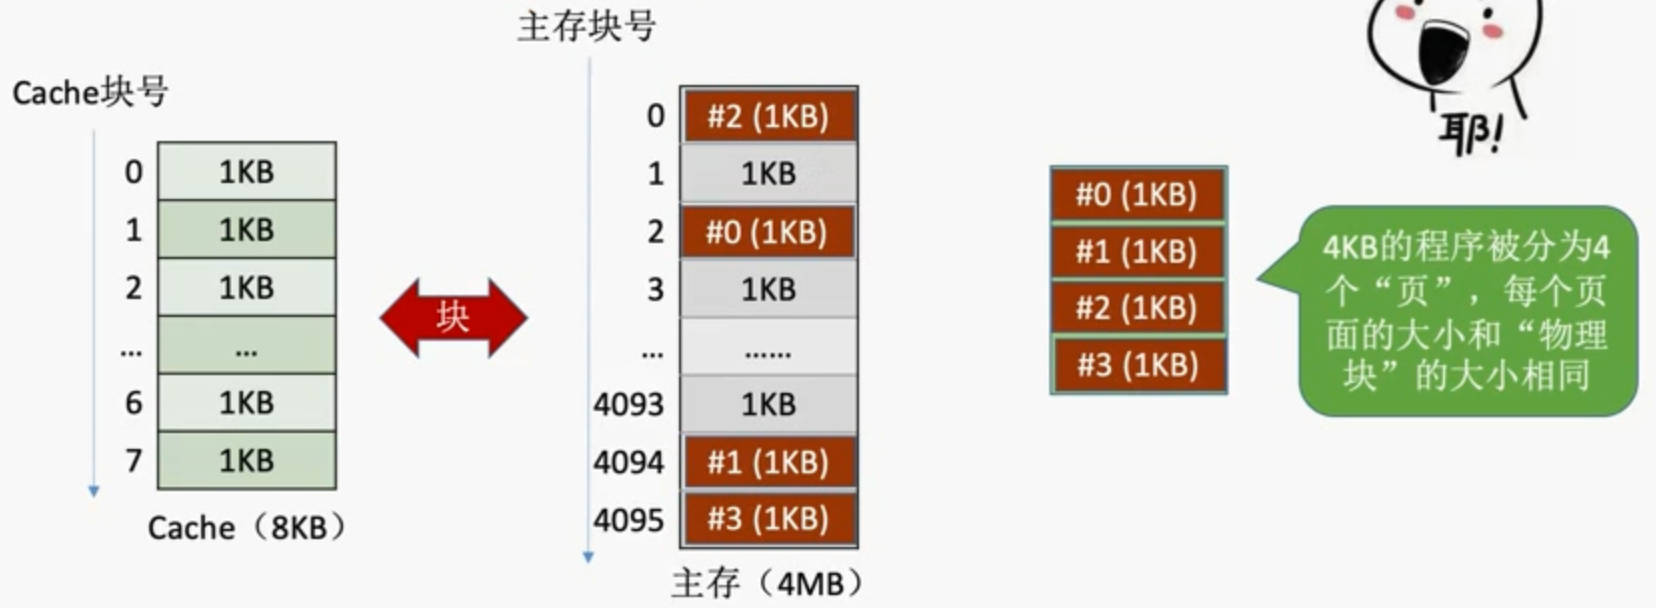 Cache块号
0 1KB
1 1KB
2 1KB
... ...
6 1KB
7 1KB
Cache（8KB）
块
主存块号
0 #2 (1KB)
1 1KB
2 #0 (1KB)
3 1KB
... ......
4093 1KB
4094 #1 (1KB)
4095 #3 (1KB)
主存（4MB）
耶!
#0 (1KB)
#1 (1KB)
#2 (1KB)
#3 (1KB)
4KB的程序被分为4
个“页”，每个页
面的大小和“物理
块”的大小相同